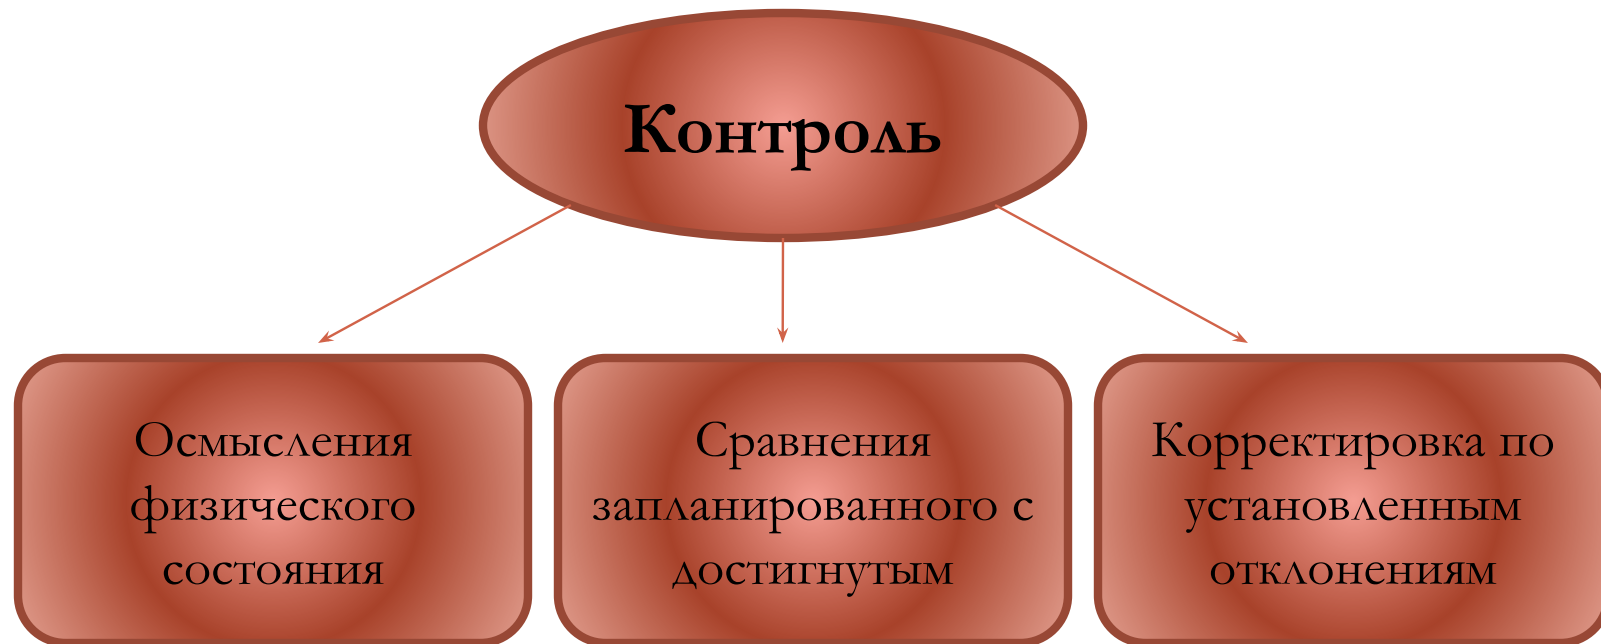 Контроль
Осмысления
физического
состояния
Сравнения
запланированного с
достигнутым
Корректировка по
установленным
отклонениям